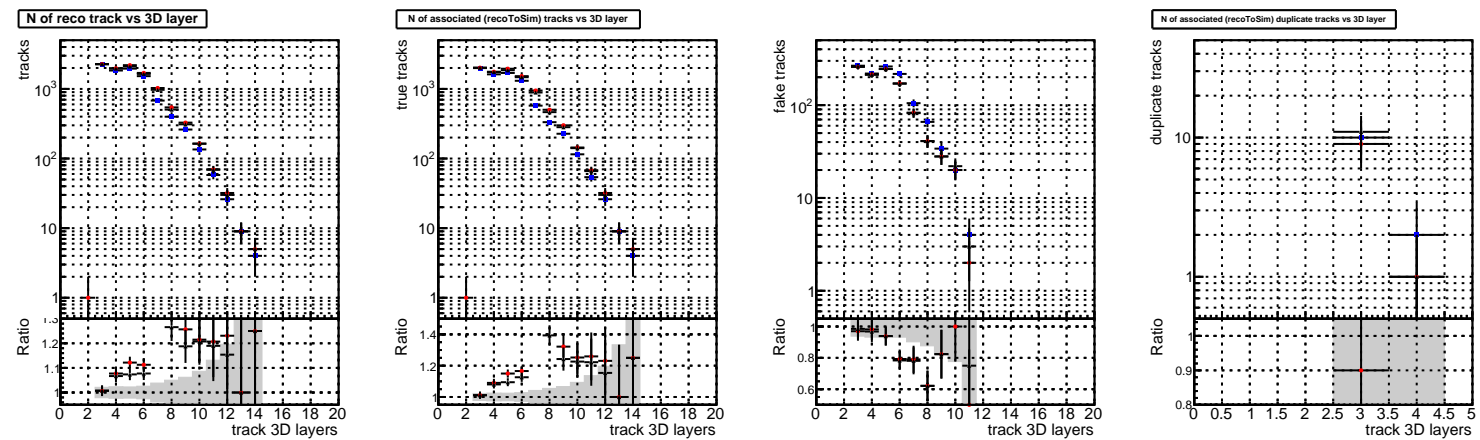 N of reco track vs 3D layer
tracks
10³
10²
10
1
Ratio
1.3
1.2
1.1
1
0 2 4 6 8 10 12 14 16 18 20
track 3D layers
N of associated (recoToSim) tracks vs 3D layer
true tracks
10³
10²
10
1
Ratio
1.4
1.2
1
0 2 4 6 8 10 12 14 16 18 20
track 3D layers
fake tracks
10²
10
1
Ratio
1
0.8
0.6
0 2 4 6 8 10 12 14 16 18 20
track 3D layers
N of associated (recoToSim) duplicate tracks vs 3D layer
duplicate tracks
10
1
Ratio
1
0.9
0.8
0 0.5 1 1.5 2 2.5 3 3.5 4 4.5 5
track 3D layers